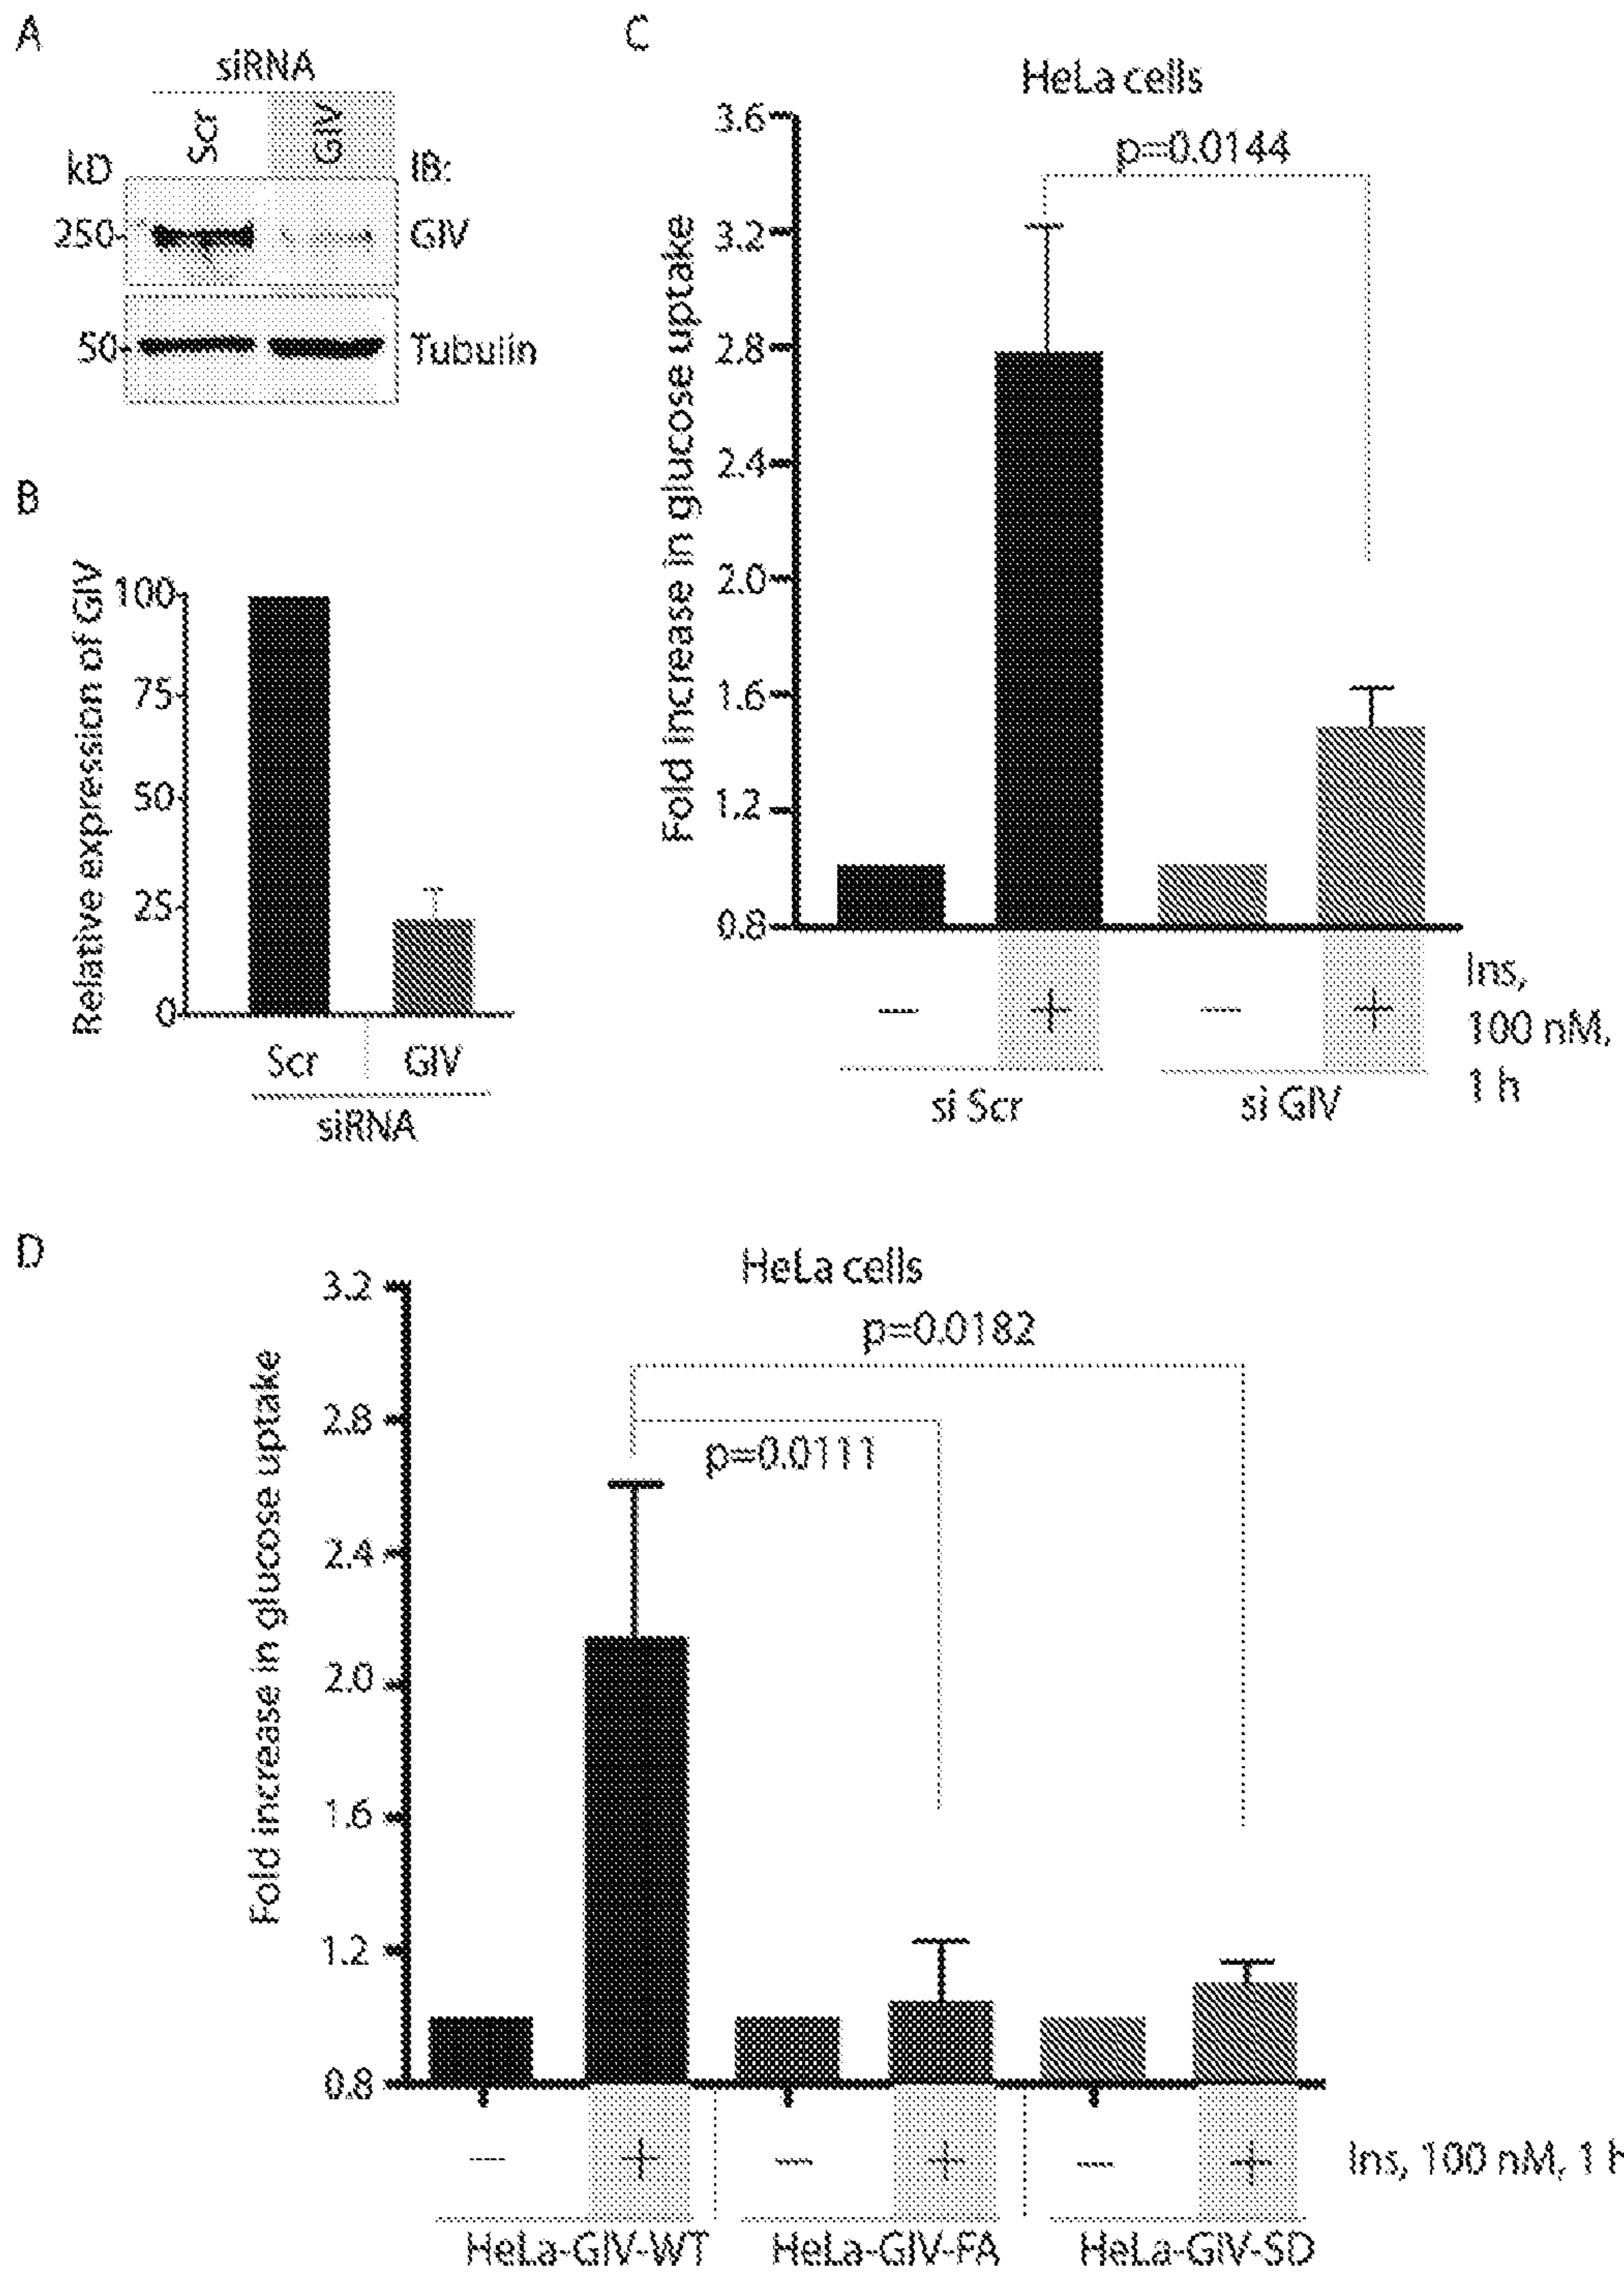 A
siRNA
Scr
GIV
kD
IB:
250
GIV
50
Tubulin
B
Relative expression of GIV
100
75
50
25
0
Scr
GIV
siRNA
C
HeLa cells
p=0.0144
Fold increase in glucose uptake
3.6
3.2
2.8
2.4
2.0
1.6
1.2
0.8
− + − +
Ins,
100 nM,
1 h
si Scr
si GIV
D
HeLa cells
p=0.0182
p=0.0111
Fold increase in glucose uptake
3.2
2.8
2.4
2.0
1.6
1.2
0.8
− + − + − +
Ins, 100 nM, 1 h
HeLa-GIV-WT
HeLa-GIV-FA
HeLa-GIV-SD